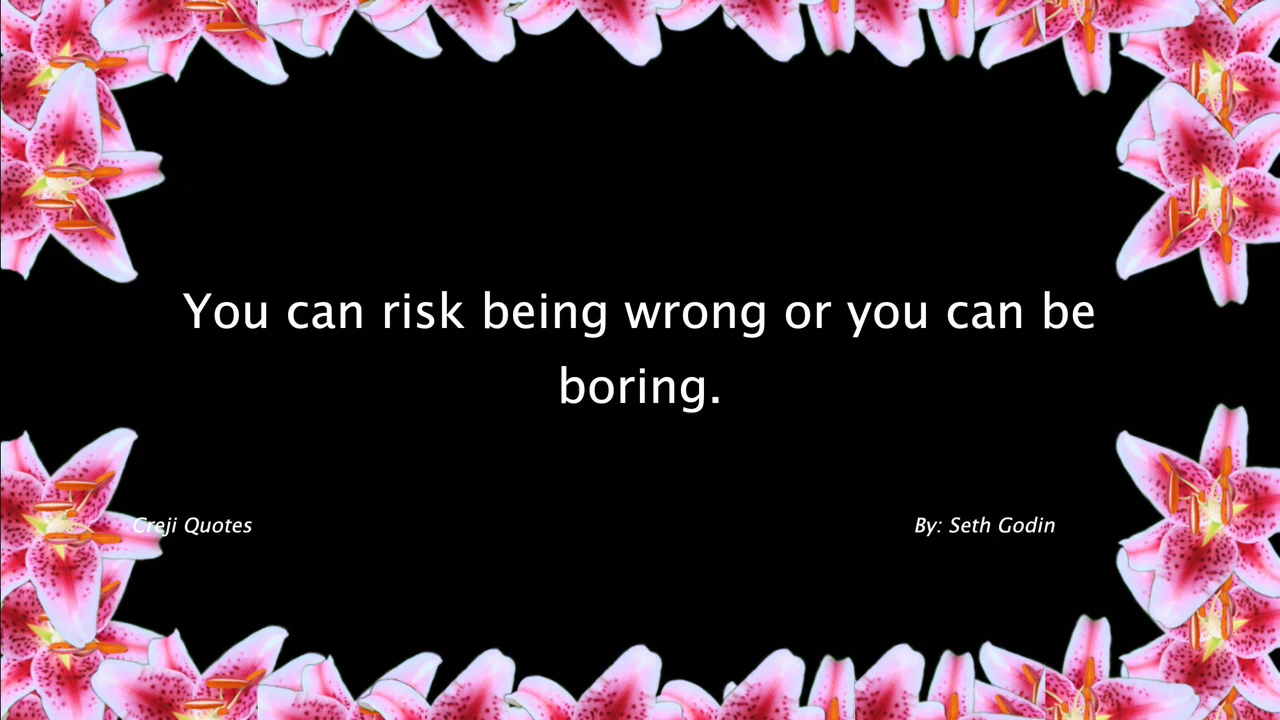 You can risk being wrong or you can be
boring.
Creji Quotes
By: Seth Godin